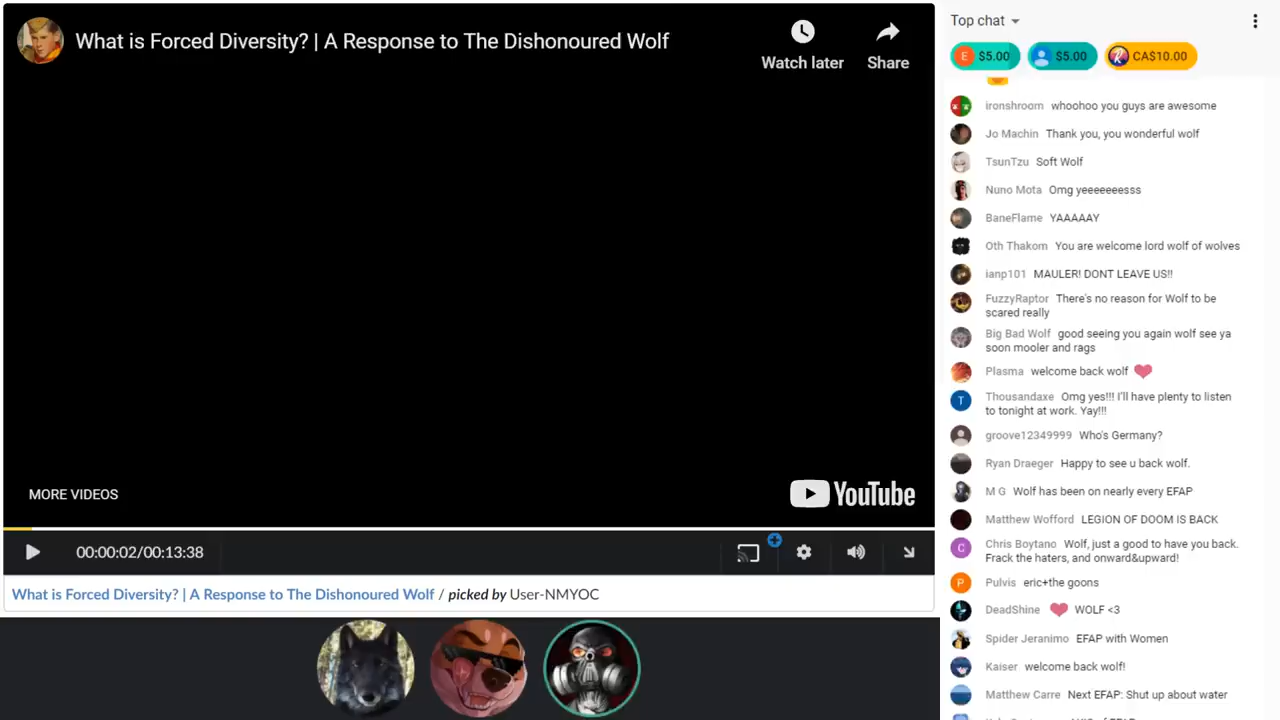 What is Forced Diversity? | A Response to The Dishonoured Wolf
Watch later
Share
MORE VIDEOS
YouTube
00:00:02/00:13:38
What is Forced Diversity? | A Response to The Dishonoured Wolf / picked by User-NMYOC
Top chat
E $5.00
$5.00
CA$10.00
ironshroom whoohoo you guys are awesome
Jo Machin Thank you, you wonderful wolf
TsunTzu Soft Wolf
Nuno Mota Omg yeeeeeeesss
BaneFlame YAAAAAY
Oth Thakom You are welcome lord wolf of wolves
ianp101 MAULER! DONT LEAVE US!!
FuzzyRaptor There's no reason for Wolf to be
scared really
Big Bad Wolf good seeing you again wolf see ya
soon mooler and rags
Plasma welcome back wolf
T
Thousandaxe Omg yes!!! I'll have plenty to listen
to tonight at work. Yay!!!
groove12349999 Who's Germany?
Ryan Draeger Happy to see u back wolf.
M G Wolf has been on nearly every EFAP
Matthew Wofford LEGION OF DOOM IS BACK
C
Chris Boytano Wolf, just a good to have you back.
Frack the haters, and onward&upward!
P
Pulvis eric+the goons
DeadShine WOLF <3
Spider Jeranimo EFAP with Women
Kaiser welcome back wolf!
Matthew Carre Next EFAP: Shut up about water